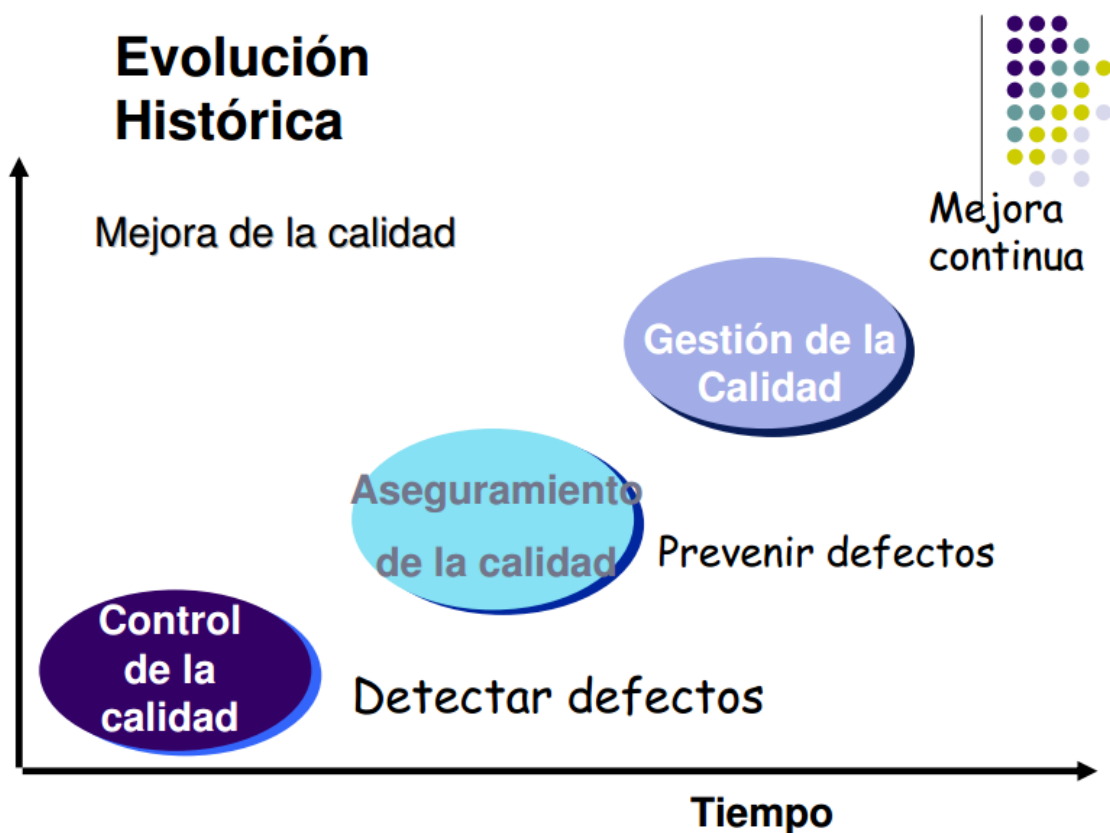 Evolución
Histórica
Mejora de la calidad
Mejora
continua
Gestión de la
Calidad
Aseguramiento
de la calidad
Prevenir defectos
Control
de la
calidad
Detectar defectos
Tiempo